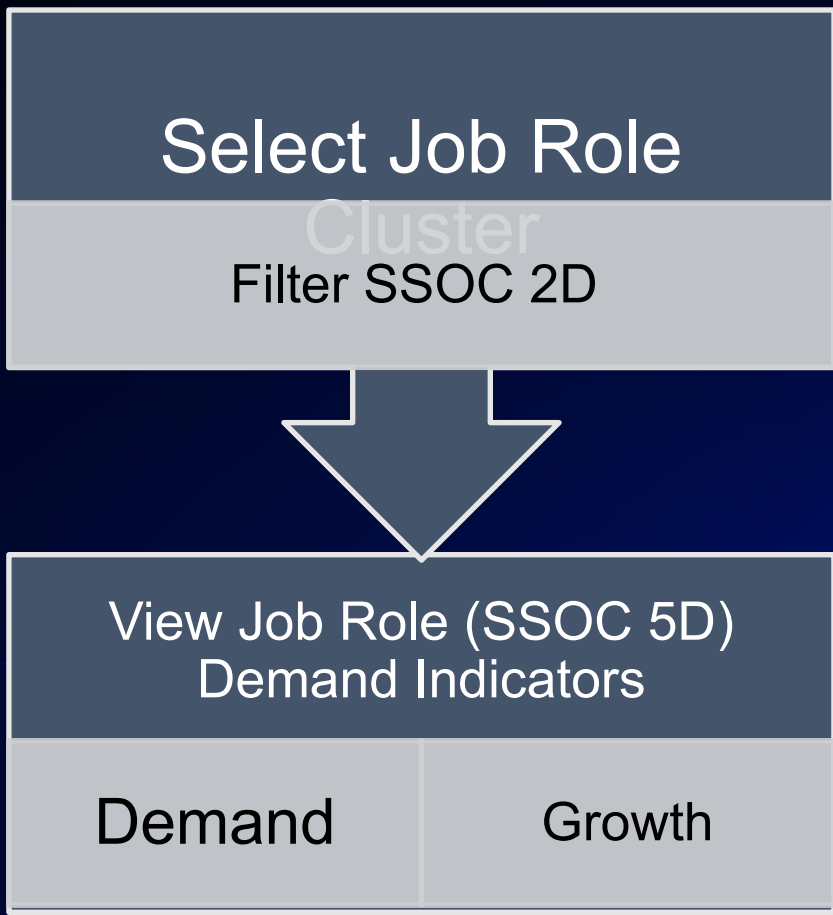 Select Job Role
Cluster
Filter SSOC 2D
View Job Role (SSOC 5D)
Demand Indicators
Demand
Growth